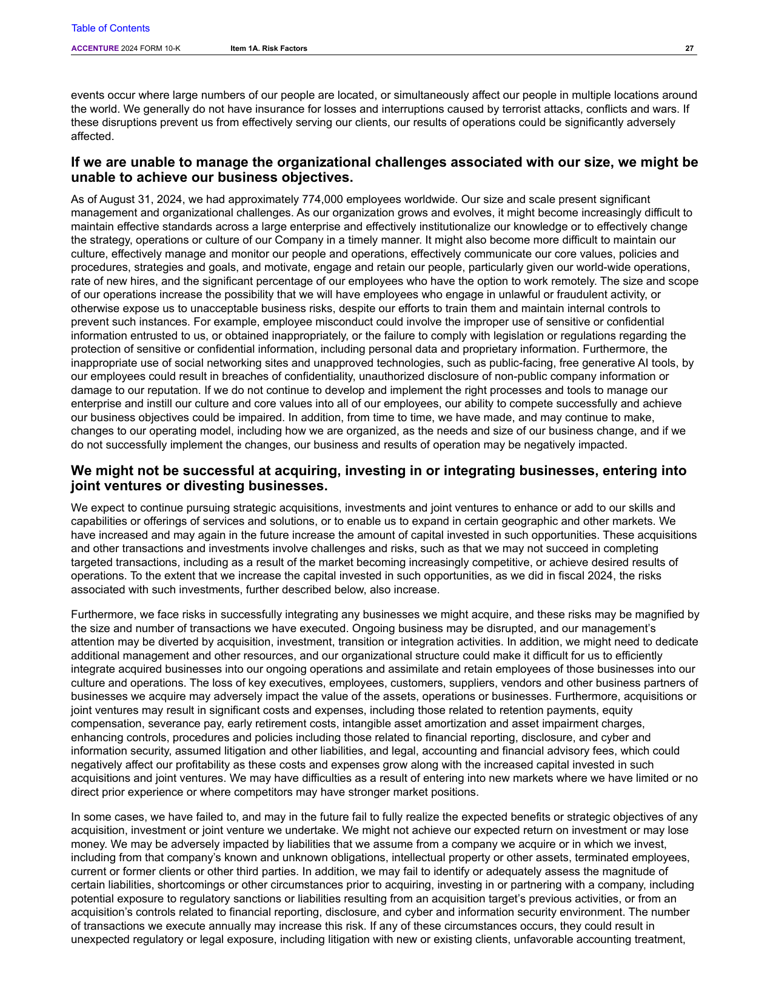 Table of Contents
ACCENTURE 2024 FORM 10-K Item 1A. Risk Factors 27
events occur where large numbers of our people are located, or simultaneously affect our people in multiple locations around
the world. We generally do not have insurance for losses and interruptions caused by terrorist attacks, conflicts and wars. If
these disruptions prevent us from effectively serving our clients, our results of operations could be significantly adversely
affected.
If we are unable to manage the organizational challenges associated with our size, we might be
unable to achieve our business objectives.
As of August 31, 2024, we had approximately 774,000 employees worldwide. Our size and scale present significant
management and organizational challenges. As our organization grows and evolves, it might become increasingly difficult to
maintain effective standards across a large enterprise and effectively institutionalize our knowledge or to effectively change
the strategy, operations or culture of our Company in a timely manner. It might also become more difficult to maintain our
culture, effectively manage and monitor our people and operations, effectively communicate our core values, policies and
procedures, strategies and goals, and motivate, engage and retain our people, particularly given our world-wide operations,
rate of new hires, and the significant percentage of our employees who have the option to work remotely. The size and scope
of our operations increase the possibility that we will have employees who engage in unlawful or fraudulent activity, or
otherwise expose us to unacceptable business risks, despite our efforts to train them and maintain internal controls to
prevent such instances. For example, employee misconduct could involve the improper use of sensitive or confidential
information entrusted to us, or obtained inappropriately, or the failure to comply with legislation or regulations regarding the
protection of sensitive or confidential information, including personal data and proprietary information. Furthermore, the
inappropriate use of social networking sites and unapproved technologies, such as public-facing, free generative AI tools, by
our employees could result in breaches of confidentiality, unauthorized disclosure of non-public company information or
damage to our reputation. If we do not continue to develop and implement the right processes and tools to manage our
enterprise and instill our culture and core values into all of our employees, our ability to compete successfully and achieve
our business objectives could be impaired. In addition, from time to time, we have made, and may continue to make,
changes to our operating model, including how we are organized, as the needs and size of our business change, and if we
do not successfully implement the changes, our business and results of operation may be negatively impacted.
We might not be successful at acquiring, investing in or integrating businesses, entering into
joint ventures or divesting businesses.
We expect to continue pursuing strategic acquisitions, investments and joint ventures to enhance or add to our skills and
capabilities or offerings of services and solutions, or to enable us to expand in certain geographic and other markets. We
have increased and may again in the future increase the amount of capital invested in such opportunities. These acquisitions
and other transactions and investments involve challenges and risks, such as that we may not succeed in completing
targeted transactions, including as a result of the market becoming increasingly competitive, or achieve desired results of
operations. To the extent that we increase the capital invested in such opportunities, as we did in fiscal 2024, the risks
associated with such investments, further described below, also increase.
Furthermore, we face risks in successfully integrating any businesses we might acquire, and these risks may be magnified by
the size and number of transactions we have executed. Ongoing business may be disrupted, and our management's
attention may be diverted by acquisition, investment, transition or integration activities. In addition, we might need to dedicate
additional management and other resources, and our organizational structure could make it difficult for us to efficiently
integrate acquired businesses into our ongoing operations and assimilate and retain employees of those businesses into our
culture and operations. The loss of key executives, employees, customers, suppliers, vendors and other business partners of
businesses we acquire may adversely impact the value of the assets, operations or businesses. Furthermore, acquisitions or
joint ventures may result in significant costs and expenses, including those related to retention payments, equity
compensation, severance pay, early retirement costs, intangible asset amortization and asset impairment charges,
enhancing controls, procedures and policies including those related to financial reporting, disclosure, and cyber and
information security, assumed litigation and other liabilities, and legal, accounting and financial advisory fees, which could
negatively affect our profitability as these costs and expenses grow along with the increased capital invested in such
acquisitions and joint ventures. We may have difficulties as a result of entering into new markets where we have limited or no
direct prior experience or where competitors may have stronger market positions.
In some cases, we have failed to, and may in the future fail to fully realize the expected benefits or strategic objectives of any
acquisition, investment or joint venture we undertake. We might not achieve our expected return on investment or may lose
money. We may be adversely impacted by liabilities that we assume from a company we acquire or in which we invest,
including from that company's known and unknown obligations, intellectual property or other assets, terminated employees,
current or former clients or other third parties. In addition, we may fail to identify or adequately assess the magnitude of
certain liabilities, shortcomings or other circumstances prior to acquiring, investing in or partnering with a company, including
potential exposure to regulatory sanctions or liabilities resulting from an acquisition target's previous activities, or from an
acquisition's controls related to financial reporting, disclosure, and cyber and information security environment. The number
of transactions we execute annually may increase this risk. If any of these circumstances occurs, they could result in
unexpected regulatory or legal exposure, including litigation with new or existing clients, unfavorable accounting treatment,